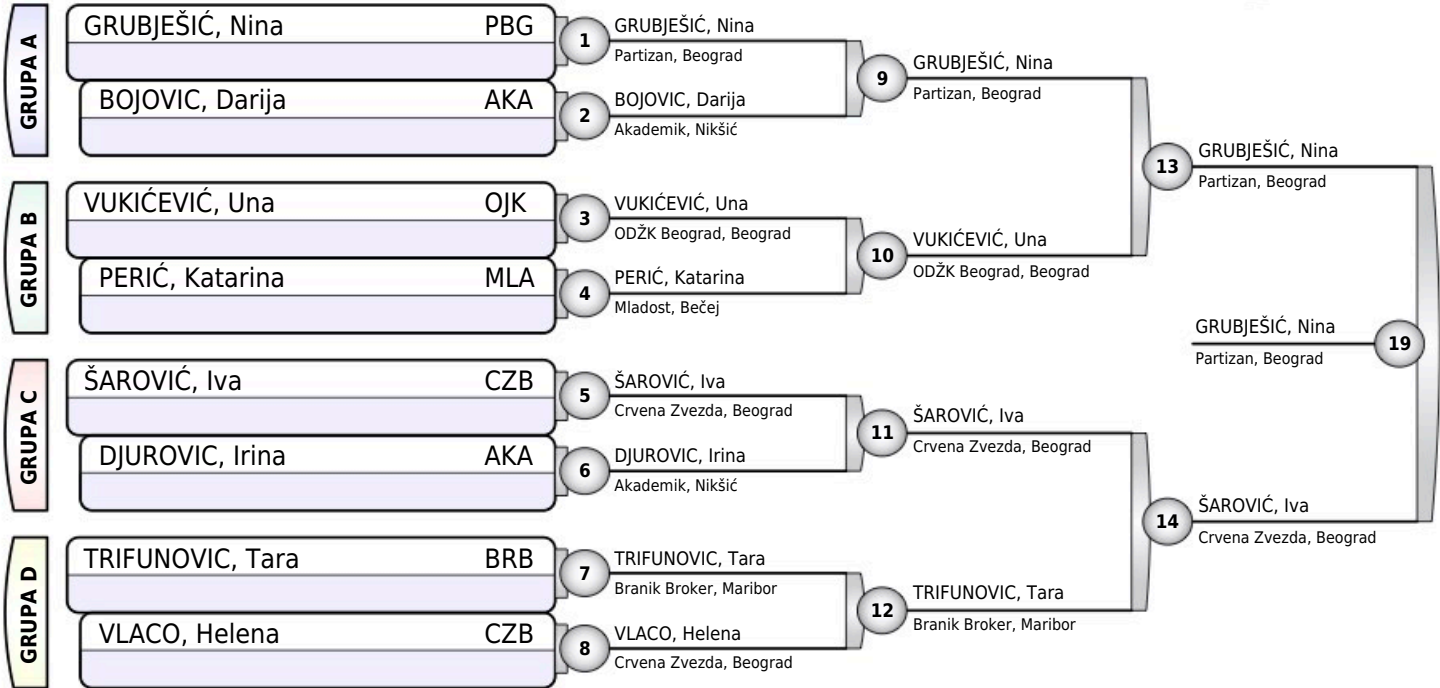 GRUPA A
GRUBJEŠIĆ, Nina PBG
BOJOVIC, Darija AKA
GRUPA B
VUKIĆEVIĆ, Una OJK
PERIĆ, Katarina MLA
GRUPA C
ŠAROVIĆ, Iva CZB
DJUROVIC, Irina AKA
GRUPA D
TRIFUNOVIC, Tara BRB
VLACO, Helena CZB
1
GRUBJEŠIĆ, Nina
Partizan, Beograd
2
BOJOVIC, Darija
Akademik, Nikšić
3
VUKIĆEVIĆ, Una
ODŽK Beograd, Beograd
4
PERIĆ, Katarina
Mladost, Bečej
5
ŠAROVIĆ, Iva
Crvena Zvezda, Beograd
6
DJUROVIC, Irina
Akademik, Nikšić
7
TRIFUNOVIC, Tara
Branik Broker, Maribor
8
VLACO, Helena
Crvena Zvezda, Beograd
9
GRUBJEŠIĆ, Nina
Partizan, Beograd
10
VUKIĆEVIĆ, Una
ODŽK Beograd, Beograd
11
ŠAROVIĆ, Iva
Crvena Zvezda, Beograd
12
TRIFUNOVIC, Tara
Branik Broker, Maribor
13
GRUBJEŠIĆ, Nina
Partizan, Beograd
14
ŠAROVIĆ, Iva
Crvena Zvezda, Beograd
GRUBJEŠIĆ, Nina
Partizan, Beograd
19